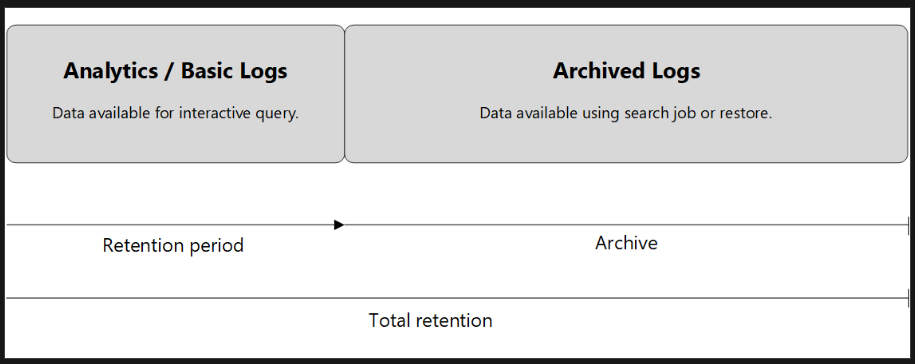 Analytics / Basic Logs
Data available for interactive query.
Archived Logs
Data available using search job or restore.
Retention period
Archive
Total retention